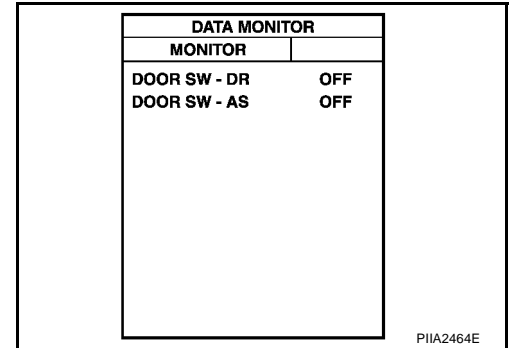 DATA MONITOR
MONITOR
DOOR SW - DR OFF
DOOR SW - AS OFF
PIIA2464E